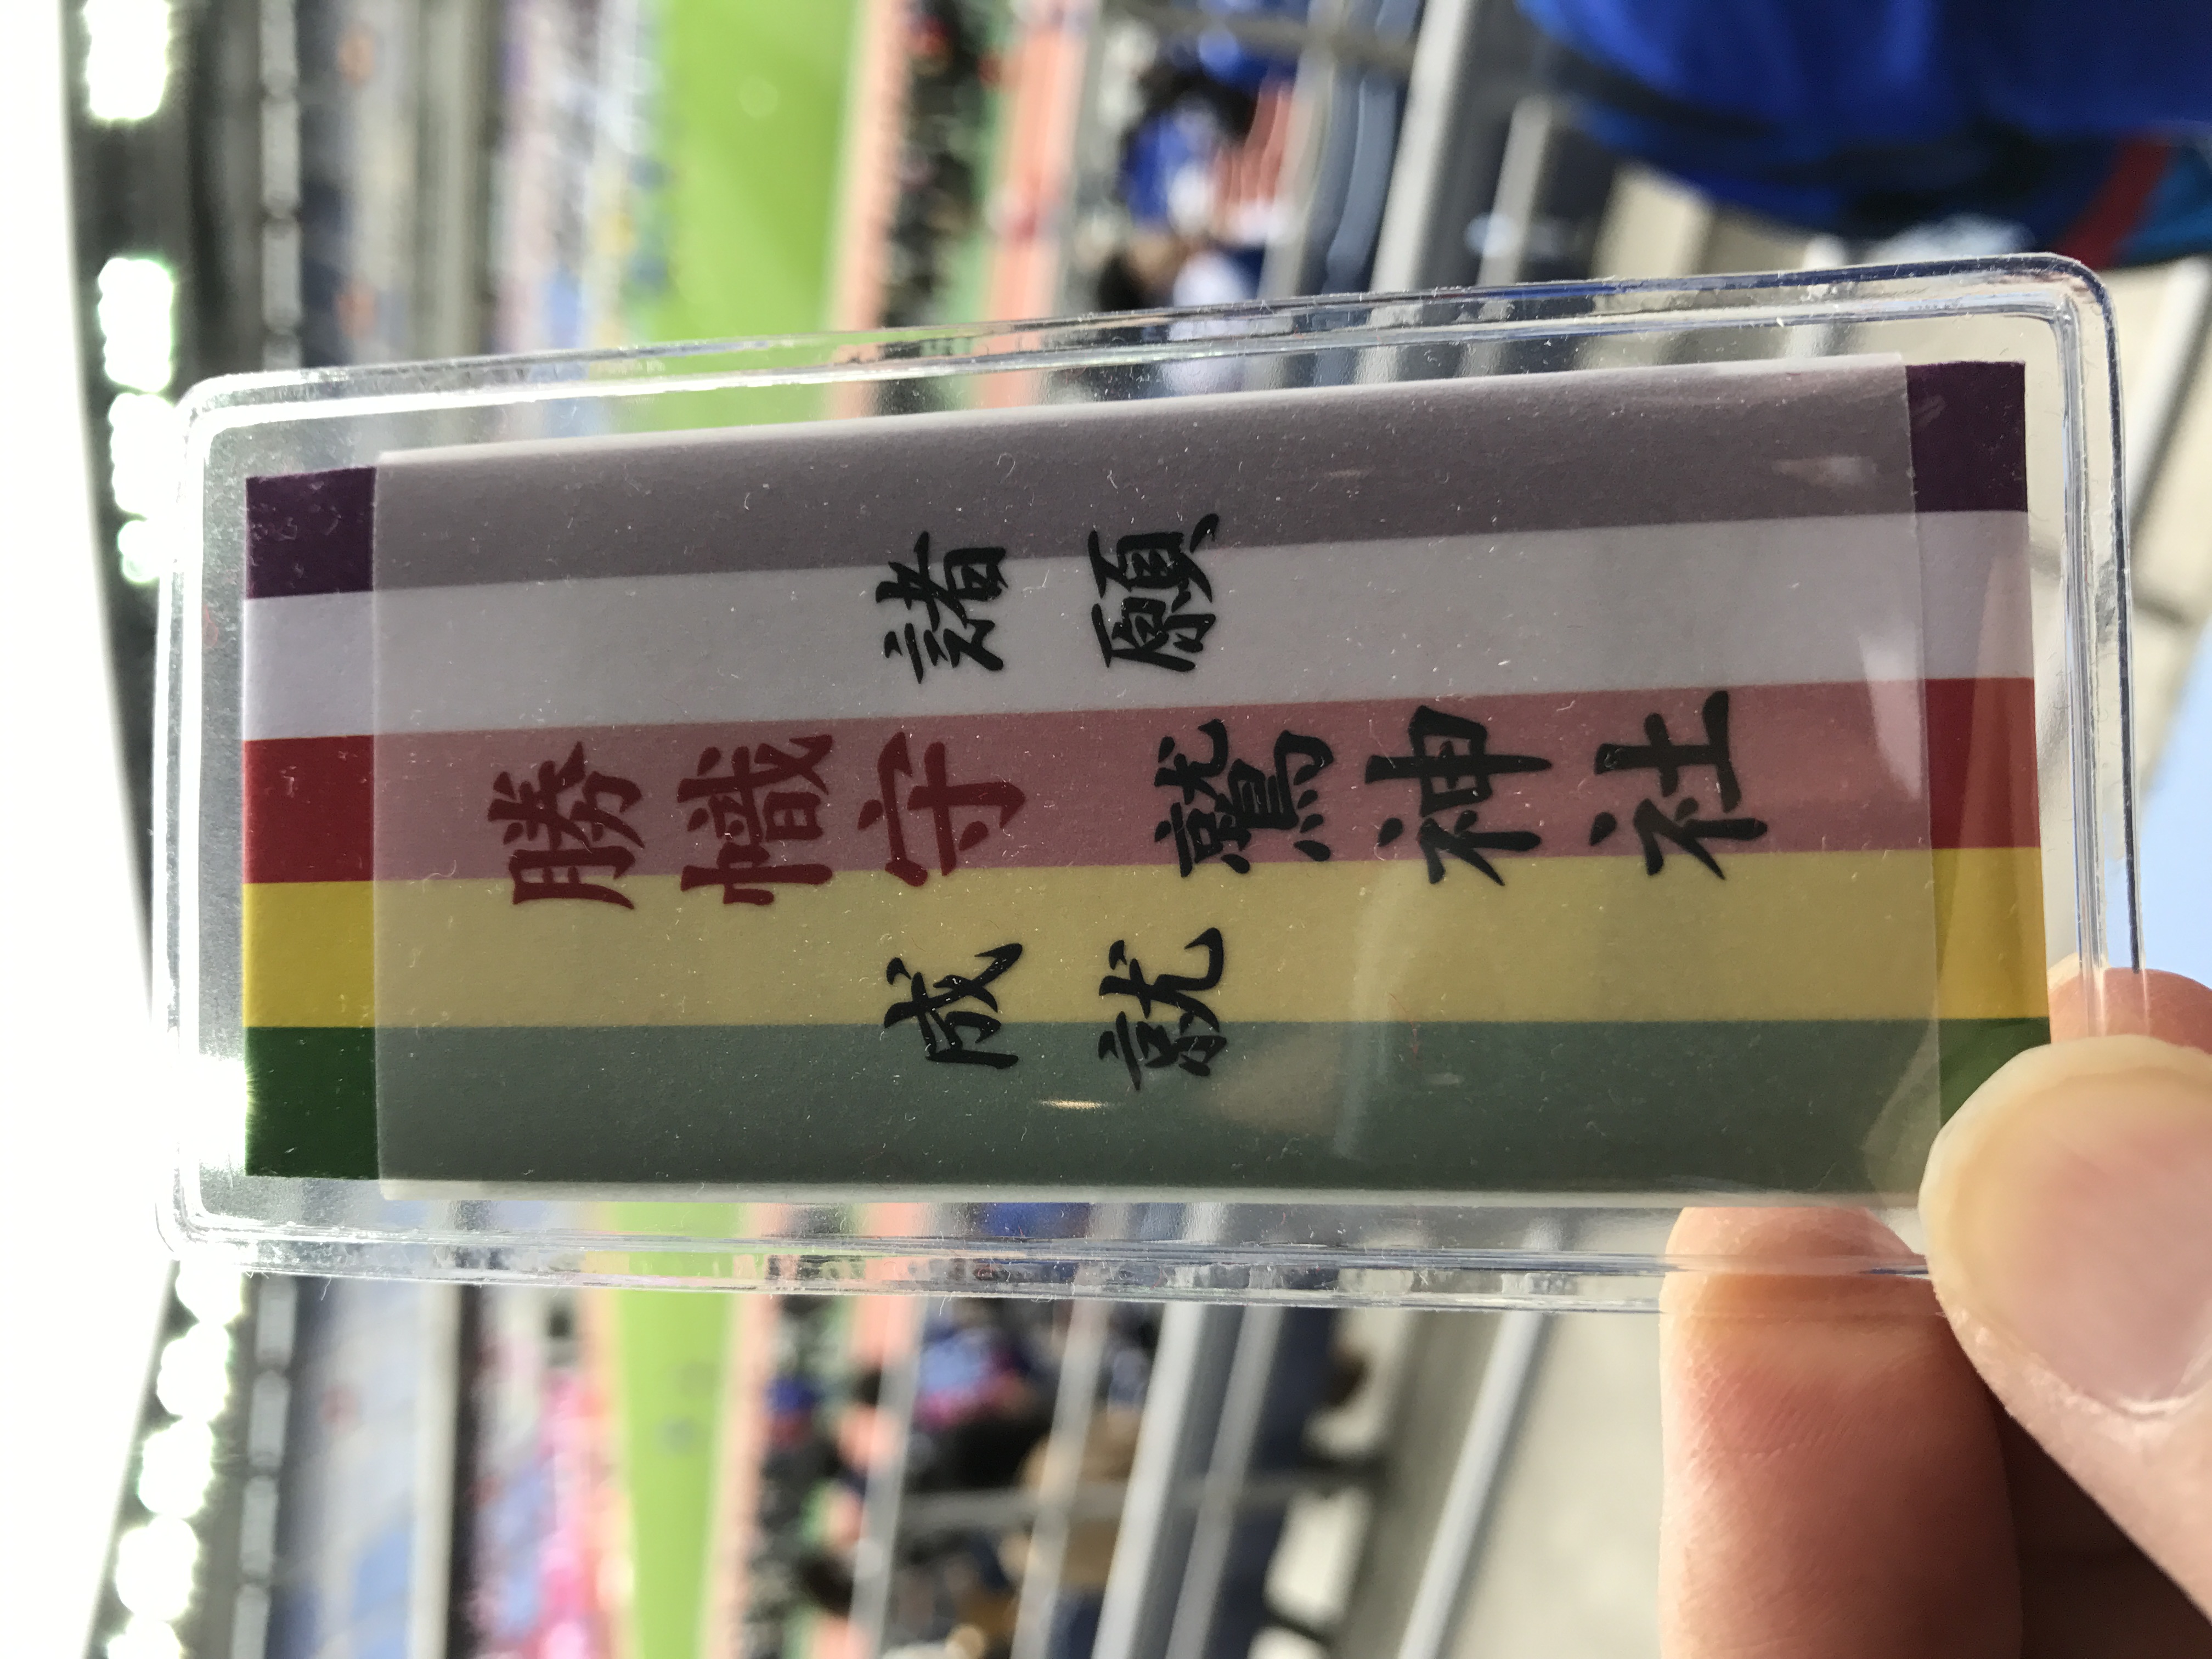 諸願
勝幟守 鷲神社
成就